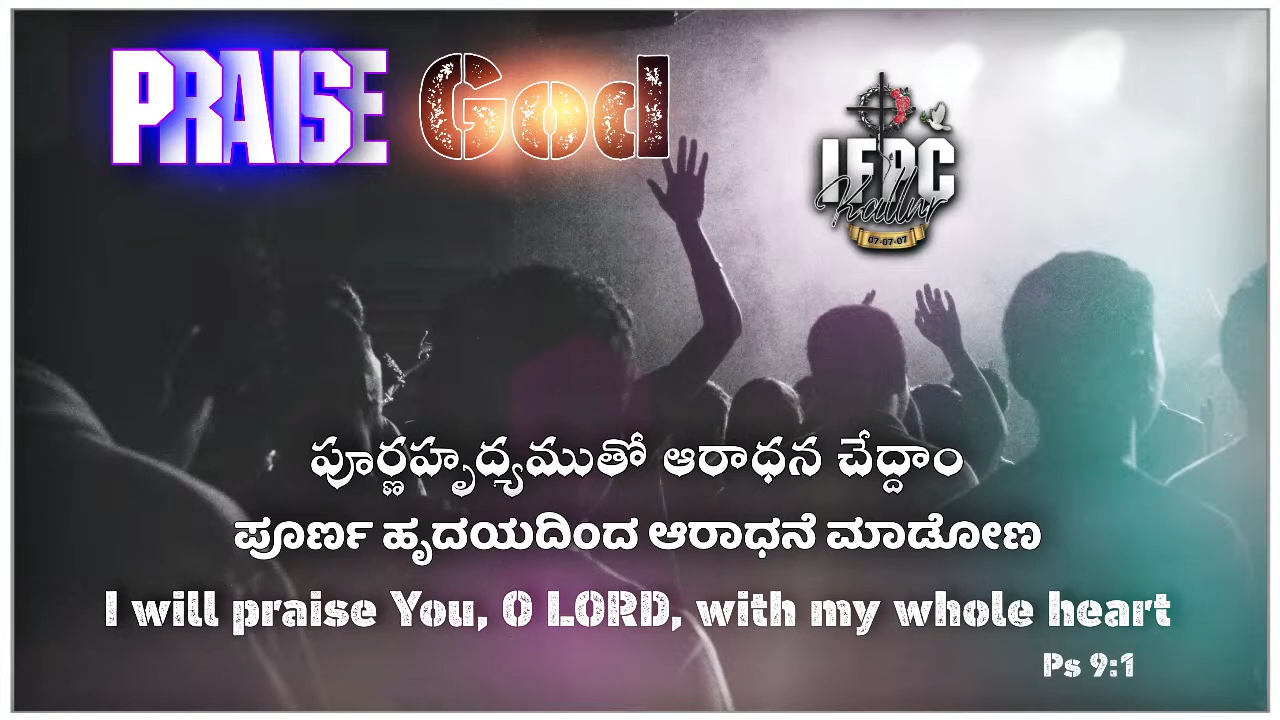 PRAISE God
IFPC
Kallur
07-07-07
పూర్ణహృద్యముతో ఆరాధన చేద్దాం
ಪೂರ್ಣ ಹೃದಯದಿಂದ ಆರಾಧನೆ ಮಾಡೋಣ
I will praise You, O LORD, with my whole heart
Ps 9:1